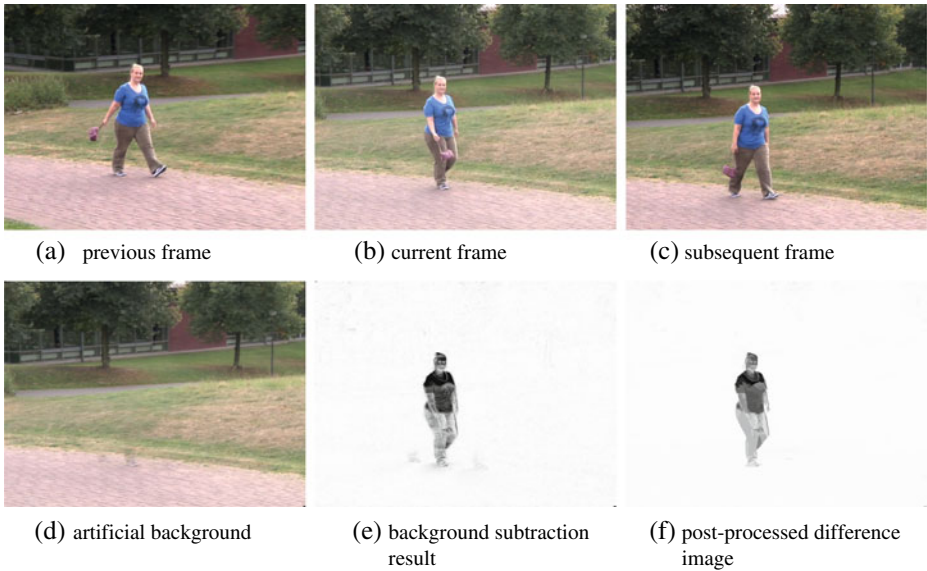 (a) previous frame
(b) current frame
(c) subsequent frame
(d) artificial background
(e) background subtraction
result
(f) post-processed difference
image